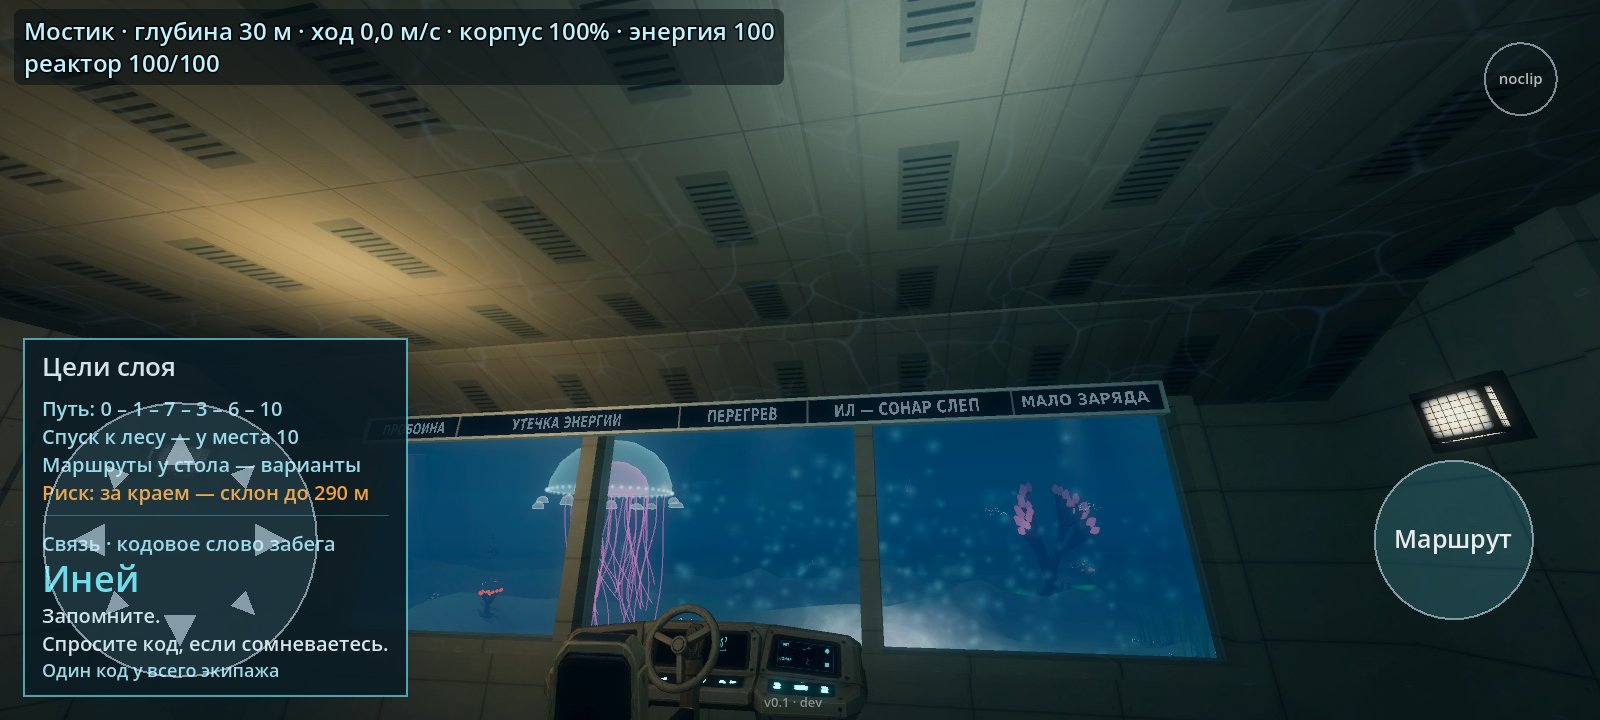 Мостик · глубина 30 м · ход 0,0 м/с · корпус 100% · энергия 100
реактор 100/100
noclip
ПРОБОИНА
УТЕЧКА ЭНЕРГИИ
ПЕРЕГРЕВ
ИЛ — СОНАР СЛЕП
МАЛО ЗАРЯДА
Цели слоя
Путь: 0 – 1 – 7 – 3 – 6 – 10
Спуск к лесу — у места 10
Маршруты у стола — варианты
Риск: за краем — склон до 290 м
Связь · кодовое слово забега
Иней
Запомните.
Спросите код, если сомневаетесь.
Один код у всего экипажа
Маршрут
v0.1 · dev